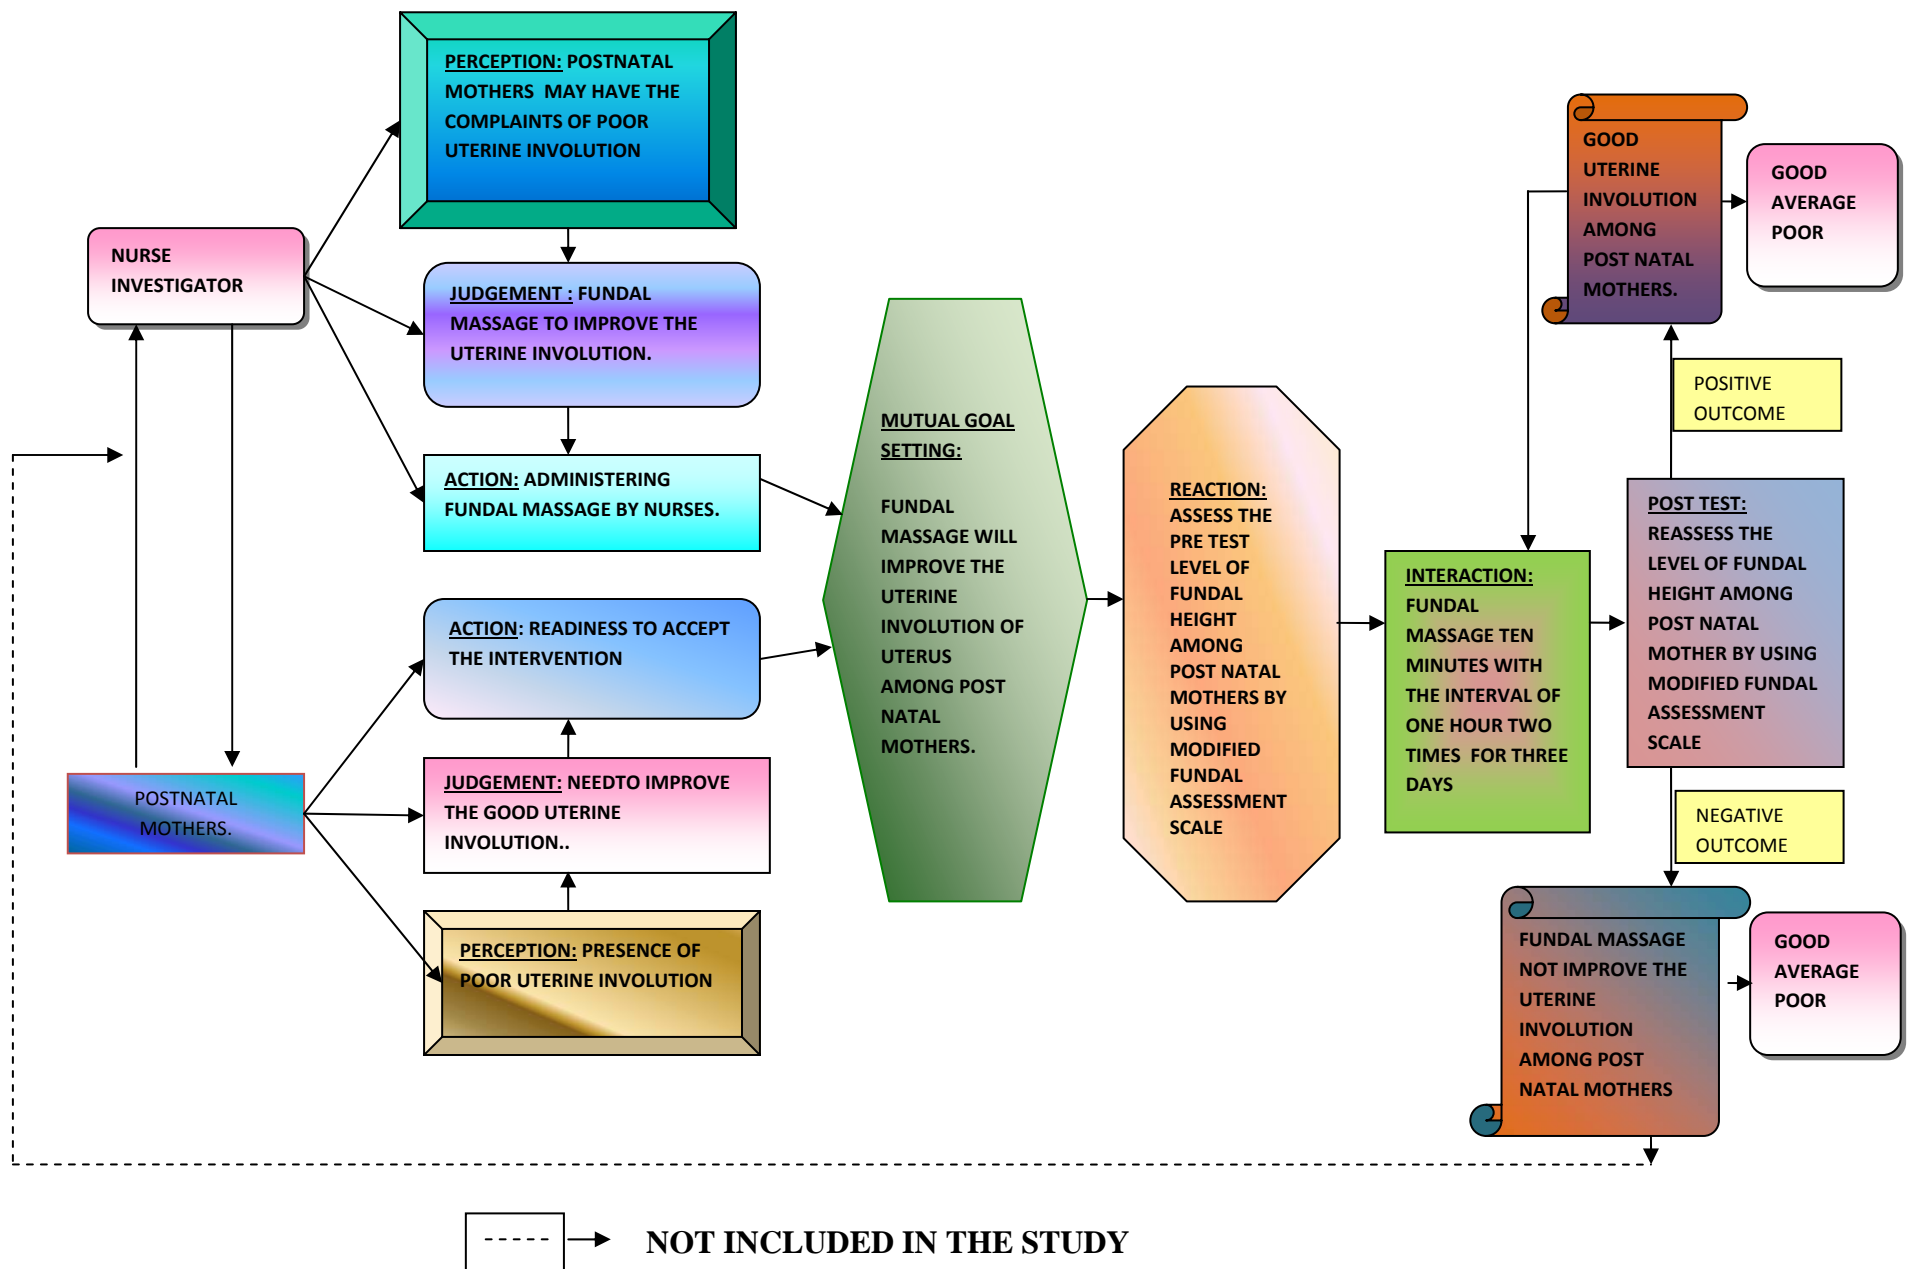 PERCEPTION: POSTNATAL
MOTHERS MAY HAVE THE
COMPLAINTS OF POOR
UTERINE INVOLUTION
NURSE
INVESTIGATOR
JUDGEMENT : FUNDAL
MASSAGE TO IMPROVE THE
UTERINE INVOLUTION.
ACTION: ADMINISTERING
FUNDAL MASSAGE BY NURSES.
ACTION: READINESS TO ACCEPT
THE INTERVENTION
POSTNATAL
MOTHERS.
JUDGEMENT: NEEDTO IMPROVE
THE GOOD UTERINE
INVOLUTION..
PERCEPTION: PRESENCE OF
POOR UTERINE INVOLUTION
MUTUAL GOAL
SETTING:
FUNDAL
MASSAGE WILL
IMPROVE THE
UTERINE
INVOLUTION OF
UTERUS
AMONG POST
NATAL
MOTHERS.
REACTION:
ASSESS THE
PRE TEST
LEVEL OF
FUNDAL
HEIGHT
AMONG
POST NATAL
MOTHERS BY
USING
MODIFIED
FUNDAL
ASSESSMENT
SCALE
INTERACTION:
FUNDAL
MASSAGE TEN
MINUTES WITH
THE INTERVAL OF
ONE HOUR TWO
TIMES FOR THREE
DAYS
GOOD
UTERINE
INVOLUTION
AMONG
POST NATAL
MOTHERS.
GOOD
AVERAGE
POOR
POSITIVE
OUTCOME
POST TEST:
REASSESS THE
LEVEL OF FUNDAL
HEIGHT AMONG
POST NATAL
MOTHER BY USING
MODIFIED FUNDAL
ASSESSMENT
SCALE
NEGATIVE
OUTCOME
FUNDAL MASSAGE
NOT IMPROVE THE
UTERINE
INVOLUTION
AMONG POST
NATAL MOTHERS
GOOD
AVERAGE
POOR
NOT INCLUDED IN THE STUDY